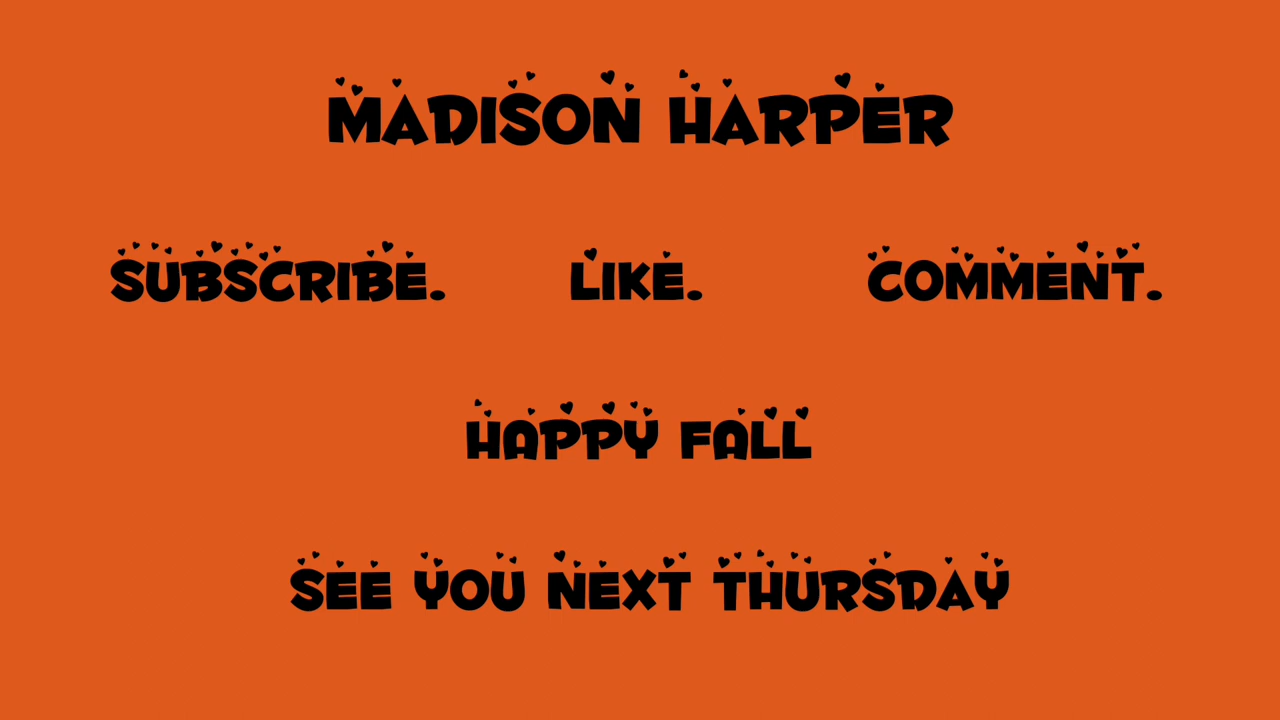 MADISON HARPER
SUBSCRIBE. LIKE. COMMENT.
HAPPY FALL
SEE YOU NEXT THURSDAY